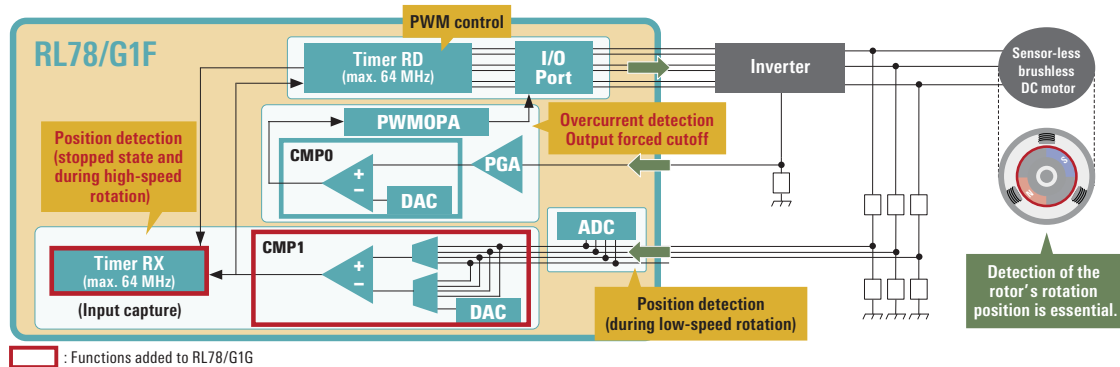 PWM control
RL78/G1F
Timer RD
(max. 64 MHz)
I/O
Port
Inverter
Sensor-less
brushless
DC motor
PWMOPA
Overcurrent detection
Output forced cutoff
Position detection
(stopped state and
during high-speed
rotation)
CMP0
+
−
PGA
DAC
S
N
ADC
CMP1
Timer RX
(max. 64 MHz)
(Input capture)
+
−
DAC
Position detection
(during low-speed rotation)
Detection of the
rotor's rotation
position is essential.
: Functions added to RL78/G1G